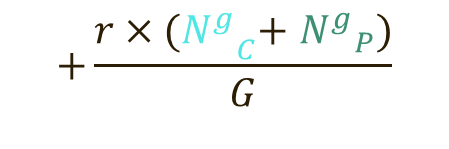 + r × (N^g_C + N^g_P)
G